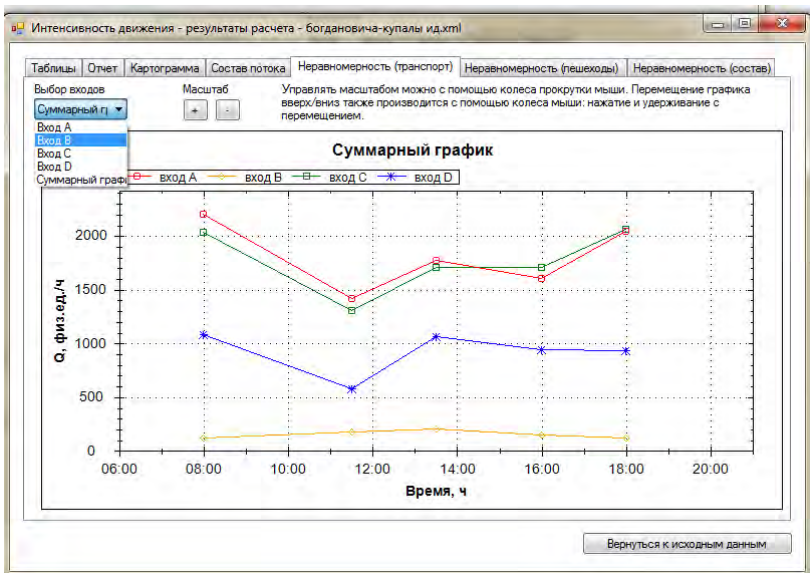 Интенсивность движения - результаты расчета - богдановича-купалы ид.xml
Таблицы Отчет Картограмма Состав потока Неравномерность (транспорт) Неравномерность (пешеходы) Неравномерность (состав)
Выбор входов
Масштаб
Управлять масштабом можно с помощью колеса прокрутки мыши. Перемещение графика
вверх/вниз также производится с помощью колеса мыши: нажатие и удерживание с
перемещением.
Суммарный гр
+ -
Вход A
Вход B
Вход C
Вход D
Суммарный графи
Суммарный график
вход A вход B вход C вход D
Q, физ.ед./ч
2000
1500
1000
500
0
06:00 08:00 10:00 12:00 14:00 16:00 18:00 20:00
Время, ч
Вернуться к исходным данным